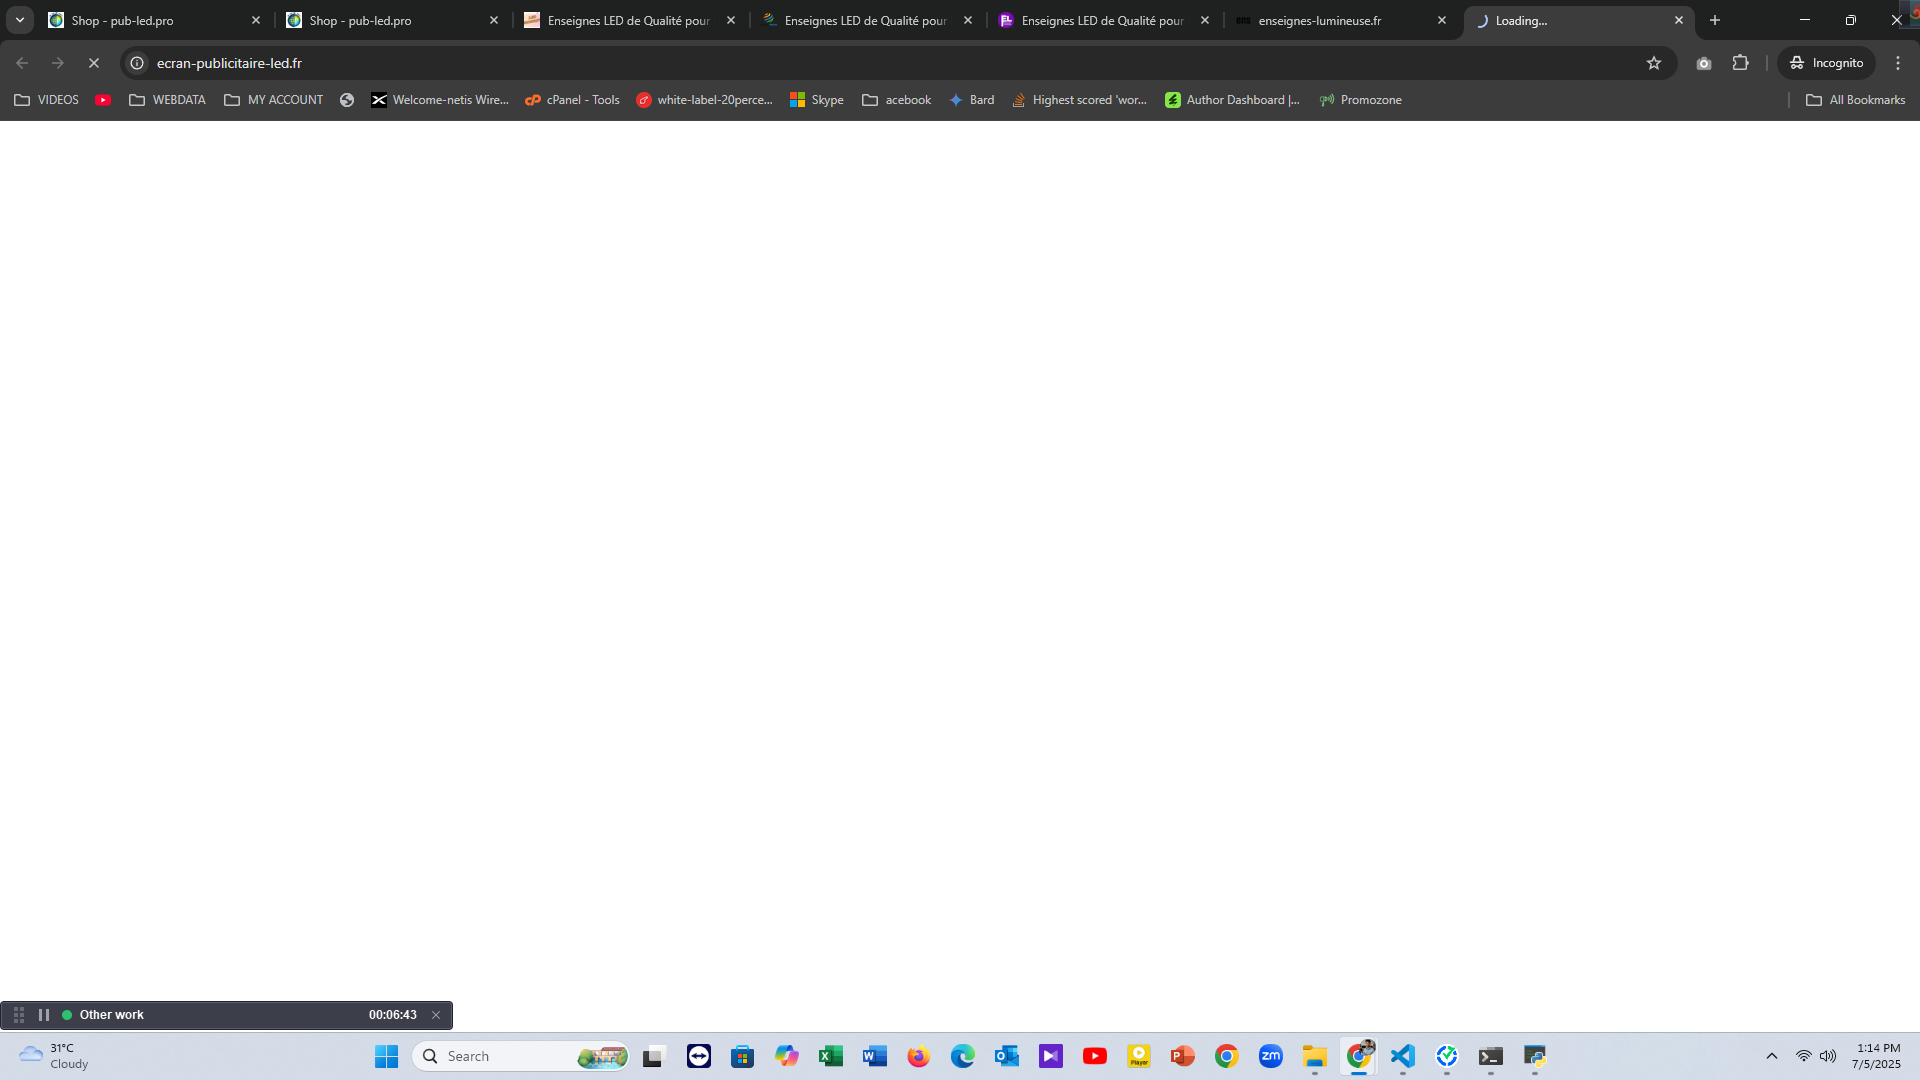 Shop - pub-led.pro
Shop - pub-led.pro
Enseignes LED de Qualité pour
Enseignes LED de Qualité pour
Enseignes LED de Qualité pour
enseignes-lumineuse.fr
Loading...
ecran-publicitaire-led.fr
Incognito
VIDEOS
WEBDATA
MY ACCOUNT
Welcome-netis Wire...
cPanel - Tools
white-label-20perce...
Skype
acebook
Bard
Highest scored 'wor...
Author Dashboard |...
Promozone
All Bookmarks
Other work
00:06:43
31°C
Cloudy
Search
Player
zm
1:14 PM
7/5/2025